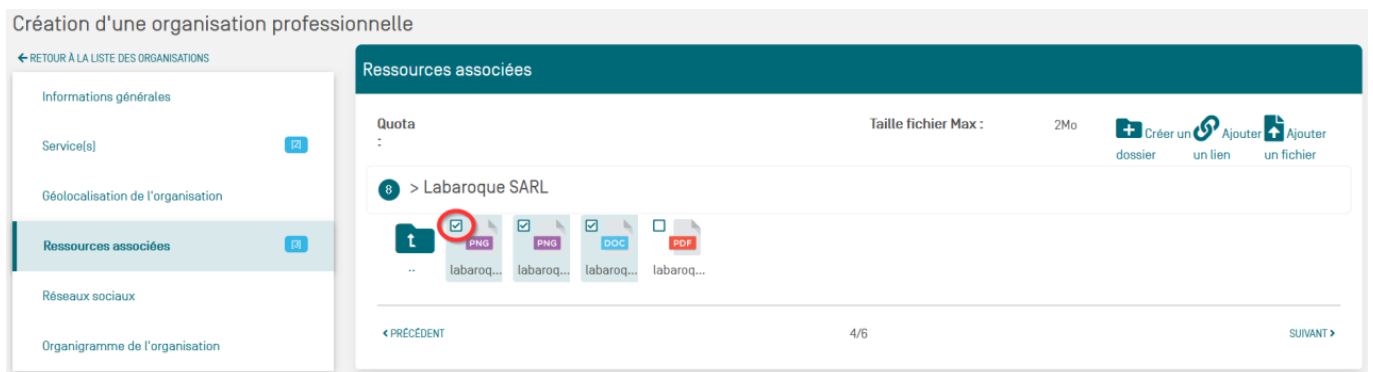 Création d'une organisation professionnelle
RETOUR À LA LISTE DES ORGANISATIONS
Informations générales
Service(s)
[2]
Géolocalisation de l'organisation
Ressources associées
[3]
Réseaux sociaux
Organigramme de l'organisation
Ressources associées
Quota
:
Taille fichier Max :
2Mo
Créer un
dossier
Ajouter
un lien
Ajouter
un fichier
8 > Labaroque SARL
PNG
PNG
DOC
PDF
..
labaroq...
labaroq...
labaroq...
labaroq...
< PRÉCÉDENT
4/6
SUIVANT >